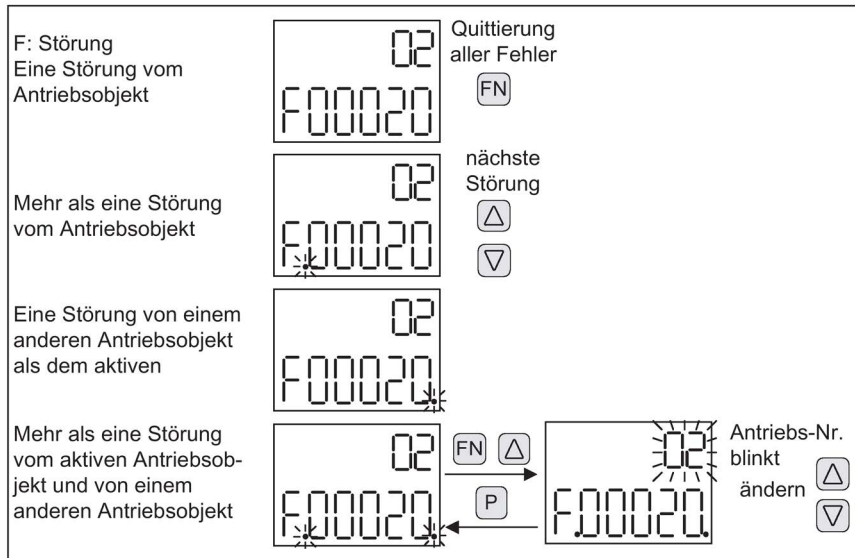 F: Störung
Eine Störung vom
Antriebsobjekt
02
F00020
Quittierung
aller Fehler
FN
Mehr als eine Störung
vom Antriebsobjekt
02
F.00020
nächste
Störung
Eine Störung von einem
anderen Antriebsobjekt
als dem aktiven
02
F00020.
Mehr als eine Störung
vom aktiven Antriebsob-
jekt und von einem
anderen Antriebsobjekt
02
F.00020.
FN
P
02
F.00020.
Antriebs-Nr.
blinkt
ändern